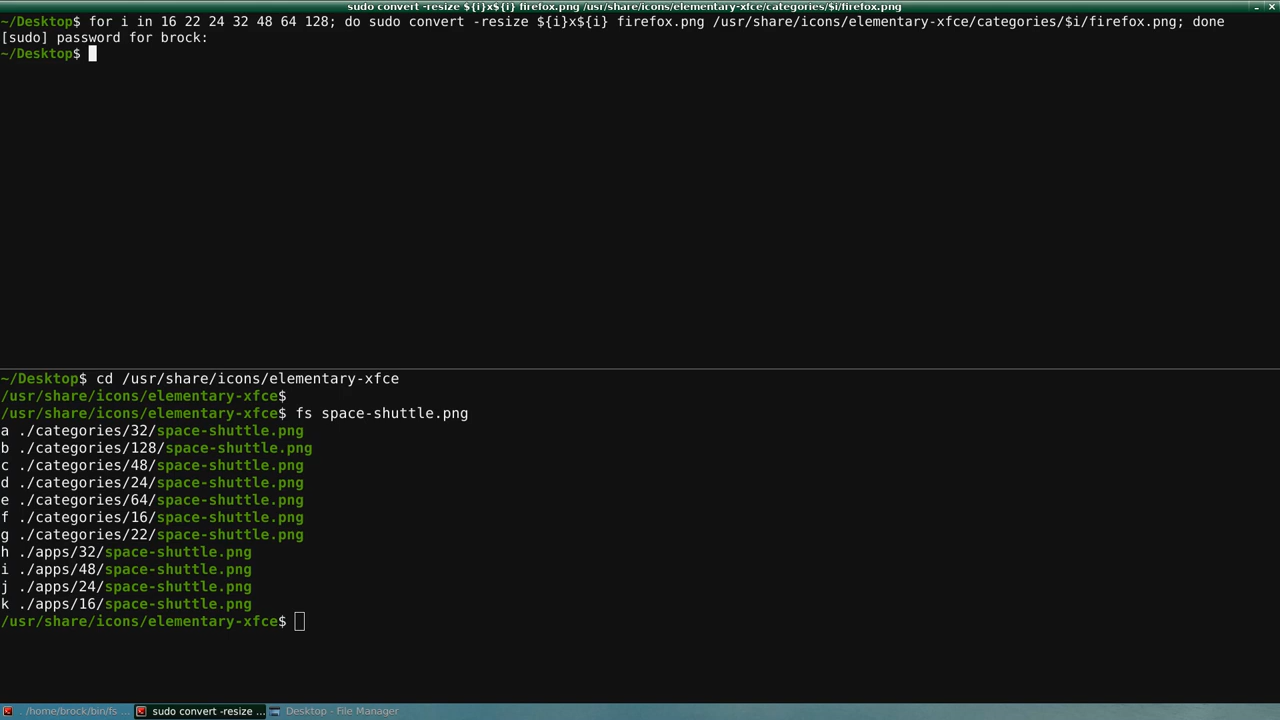 sudo convert -resize ${i}x${i} firefox.png /usr/share/icons/elementary-xfce/categories/$i/firefox.png
~/Desktop$ for i in 16 22 24 32 48 64 128; do sudo convert -resize ${i}x${i} firefox.png /usr/share/icons/elementary-xfce/categories/$i/firefox.png; done
[sudo] password for brock:
~/Desktop$
~/Desktop$ cd /usr/share/icons/elementary-xfce
/usr/share/icons/elementary-xfce$
/usr/share/icons/elementary-xfce$ fs space-shuttle.png
a ./categories/32/space-shuttle.png
b ./categories/128/space-shuttle.png
c ./categories/48/space-shuttle.png
d ./categories/24/space-shuttle.png
e ./categories/64/space-shuttle.png
f ./categories/16/space-shuttle.png
g ./categories/22/space-shuttle.png
h ./apps/32/space-shuttle.png
i ./apps/48/space-shuttle.png
j ./apps/24/space-shuttle.png
k ./apps/16/space-shuttle.png
/usr/share/icons/elementary-xfce$
/home/brock/bin/fs ... sudo convert -resize ... Desktop - File Manager